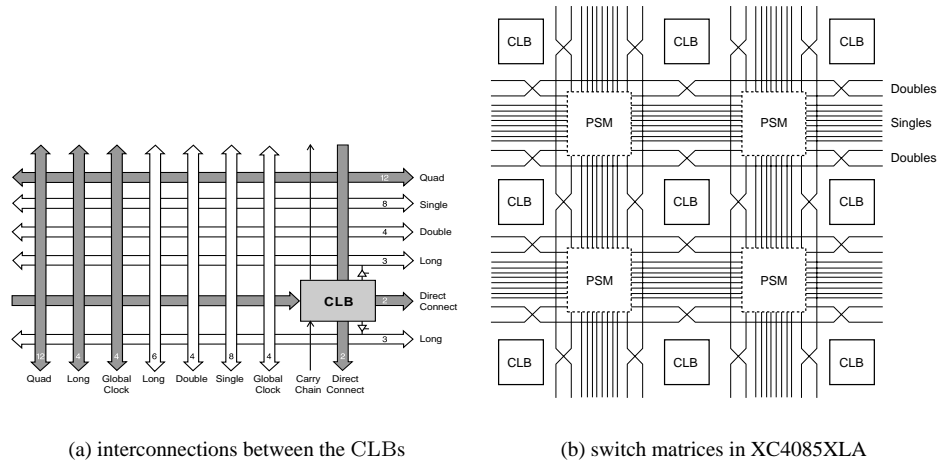 CLB CLB CLB
Doubles
PSM PSM
Singles
Doubles
CLB CLB CLB
PSM PSM
CLB CLB CLB
12 Quad
8 Single
4 Double
3 Long
CLB
2 Direct
Connect
3 Long
12 4 4 6 4 8 4 2
Quad Long Global Long Double Single Global Carry Direct
Clock Clock Chain Connect
(a) interconnections between the CLBs
(b) switch matrices in XC4085XLA